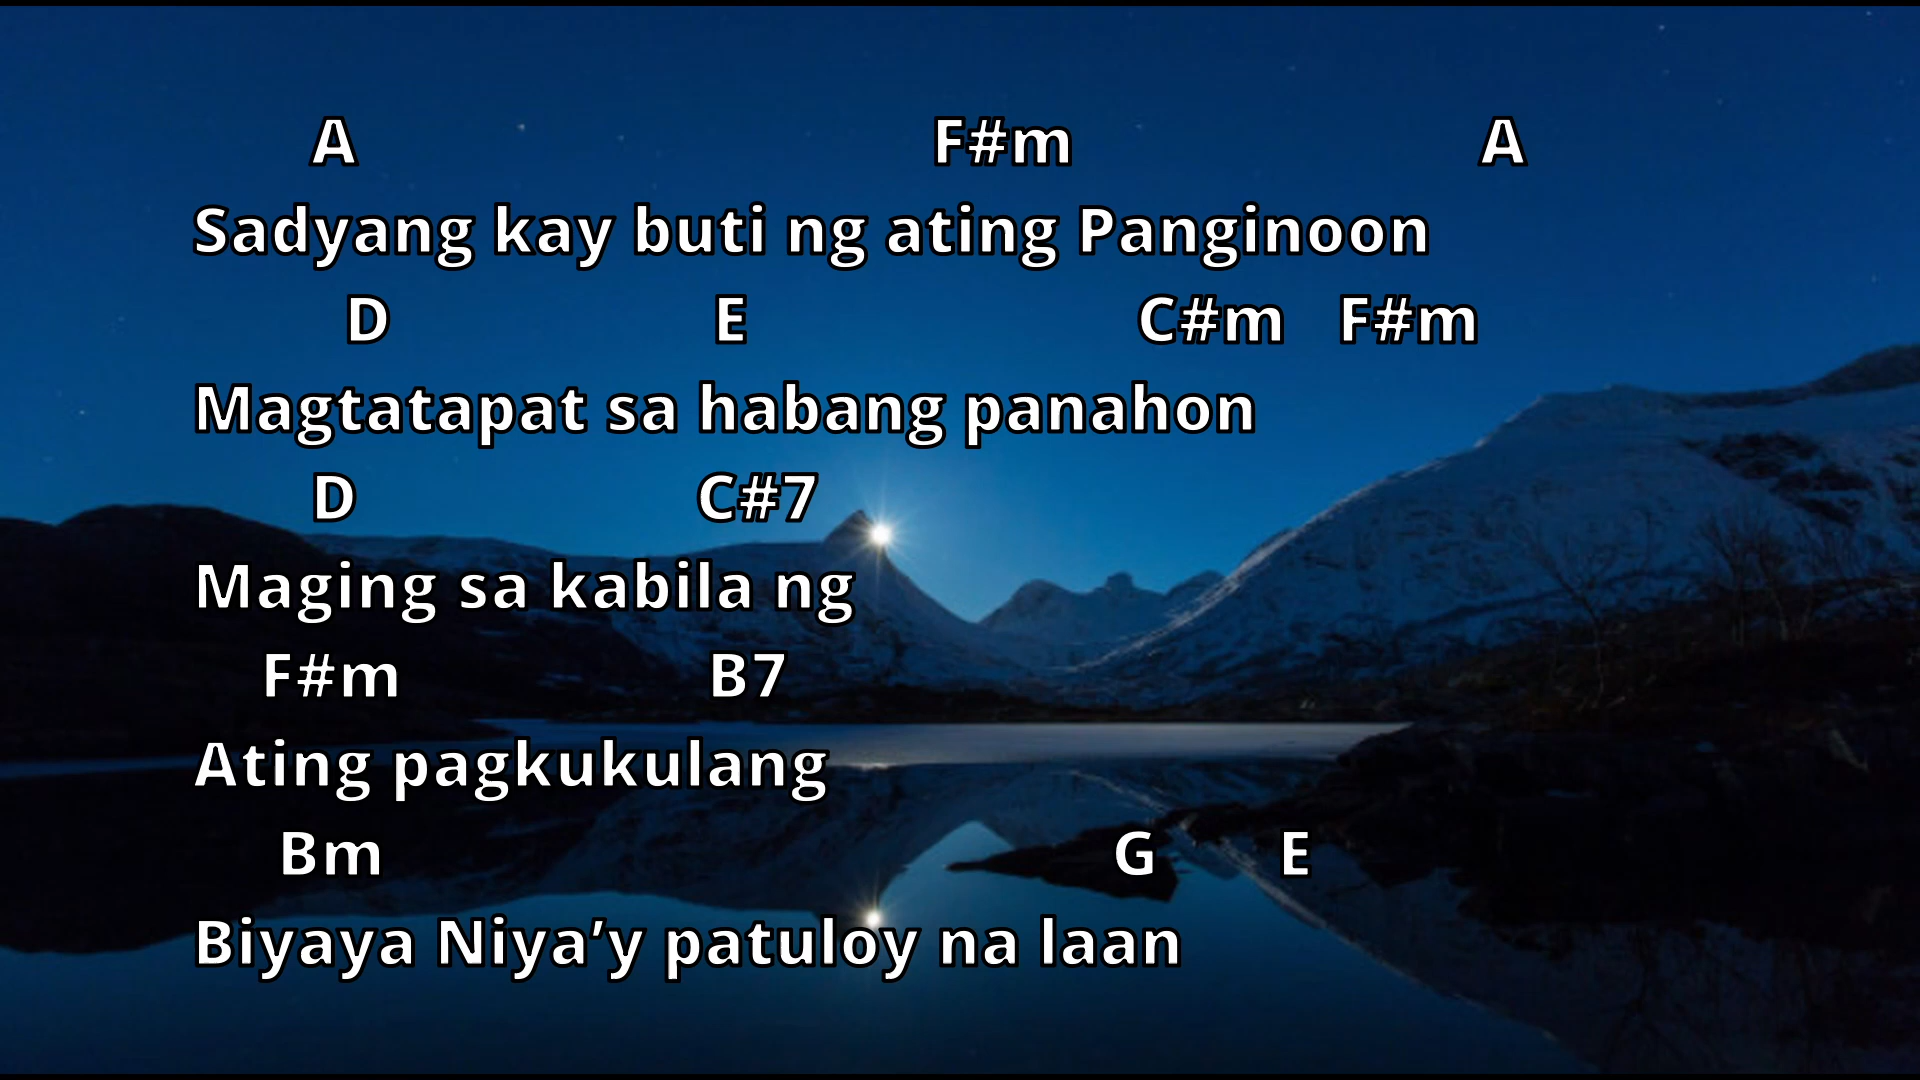 A F#m A
Sadyang kay buti ng ating Panginoon
D E C#m F#m
Magtatapat sa habang panahon
D C#7
Maging sa kabila ng
F#m B7
Ating pagkukulang
Bm G E
Biyaya Niya’y patuloy na laan